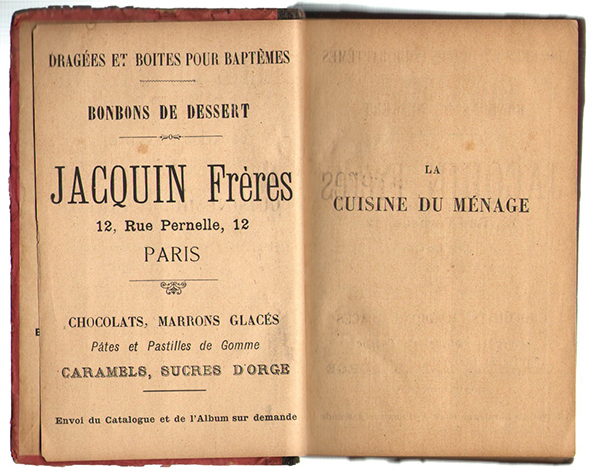 DRAGÉES ET BOITES POUR BAPTÊMES
BONBONS DE DESSERT
JACQUIN Frères
12, Rue Pernelle, 12
PARIS
CHOCOLATS, MARRONS GLACÉS
Pâtes et Pastilles de Gomme
CARAMELS, SUCRES D'ORGE
Envoi du Catalogue et de l'Album sur demande
LA
CUISINE DU MÉNAGE